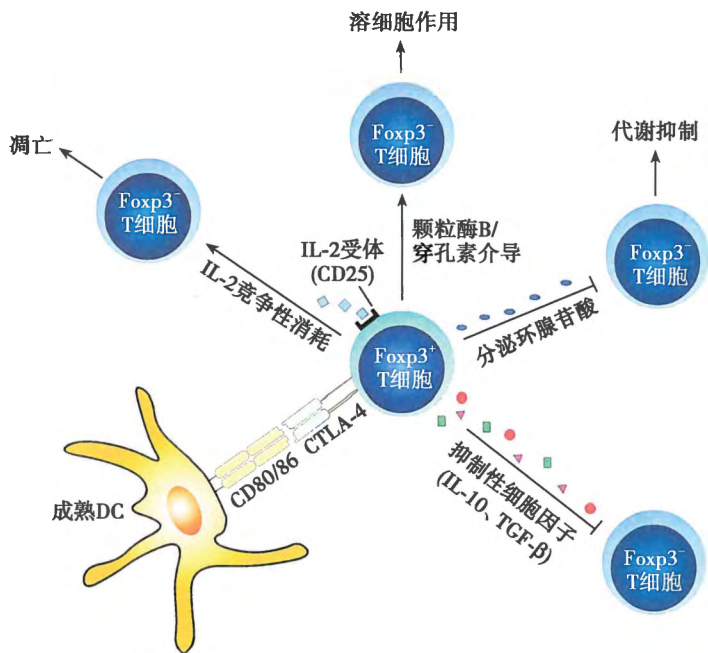 溶细胞作用
Foxp3⁻
T细胞
代谢抑制
凋亡
Foxp3⁻
T细胞
IL-2受体
(CD25)
颗粒酶B/
穿孔素介导
Foxp3⁻
T细胞
IL-2竞争性消耗
分泌环腺苷酸
Foxp3⁺
T细胞
CD80/86
CTLA-4
成熟DC
抑制性细胞因子
(IL-10、TGF-β)
Foxp3⁻
T细胞